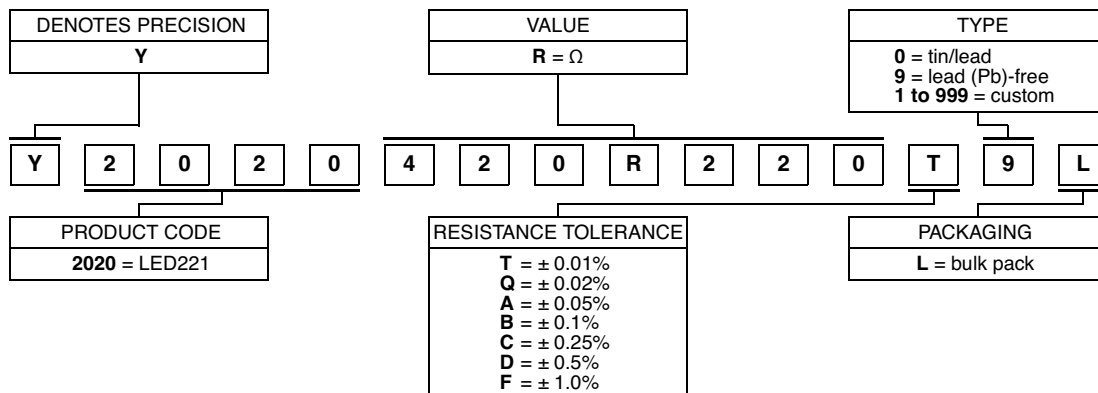 DENOTES PRECISION
Y
VALUE
R = Ω
TYPE
0 = tin/lead
9 = lead (Pb)-free
1 to 999 = custom
Y 2 0 2 0 4 2 0 R 2 2 0 T 9 L
PRODUCT CODE
2020 = LED221
RESISTANCE TOLERANCE
T = ± 0.01%
Q = ± 0.02%
A = ± 0.05%
B = ± 0.1%
C = ± 0.25%
D = ± 0.5%
F = ± 1.0%
PACKAGING
L = bulk pack